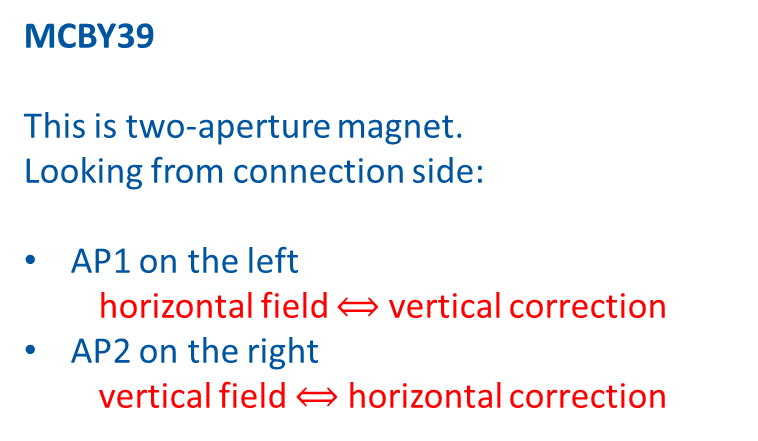 MCBY39
This is two-aperture magnet.
Looking from connection side:
• AP1 on the left
horizontal field ⟺ vertical correction
• AP2 on the right
vertical field ⟺ horizontal correction